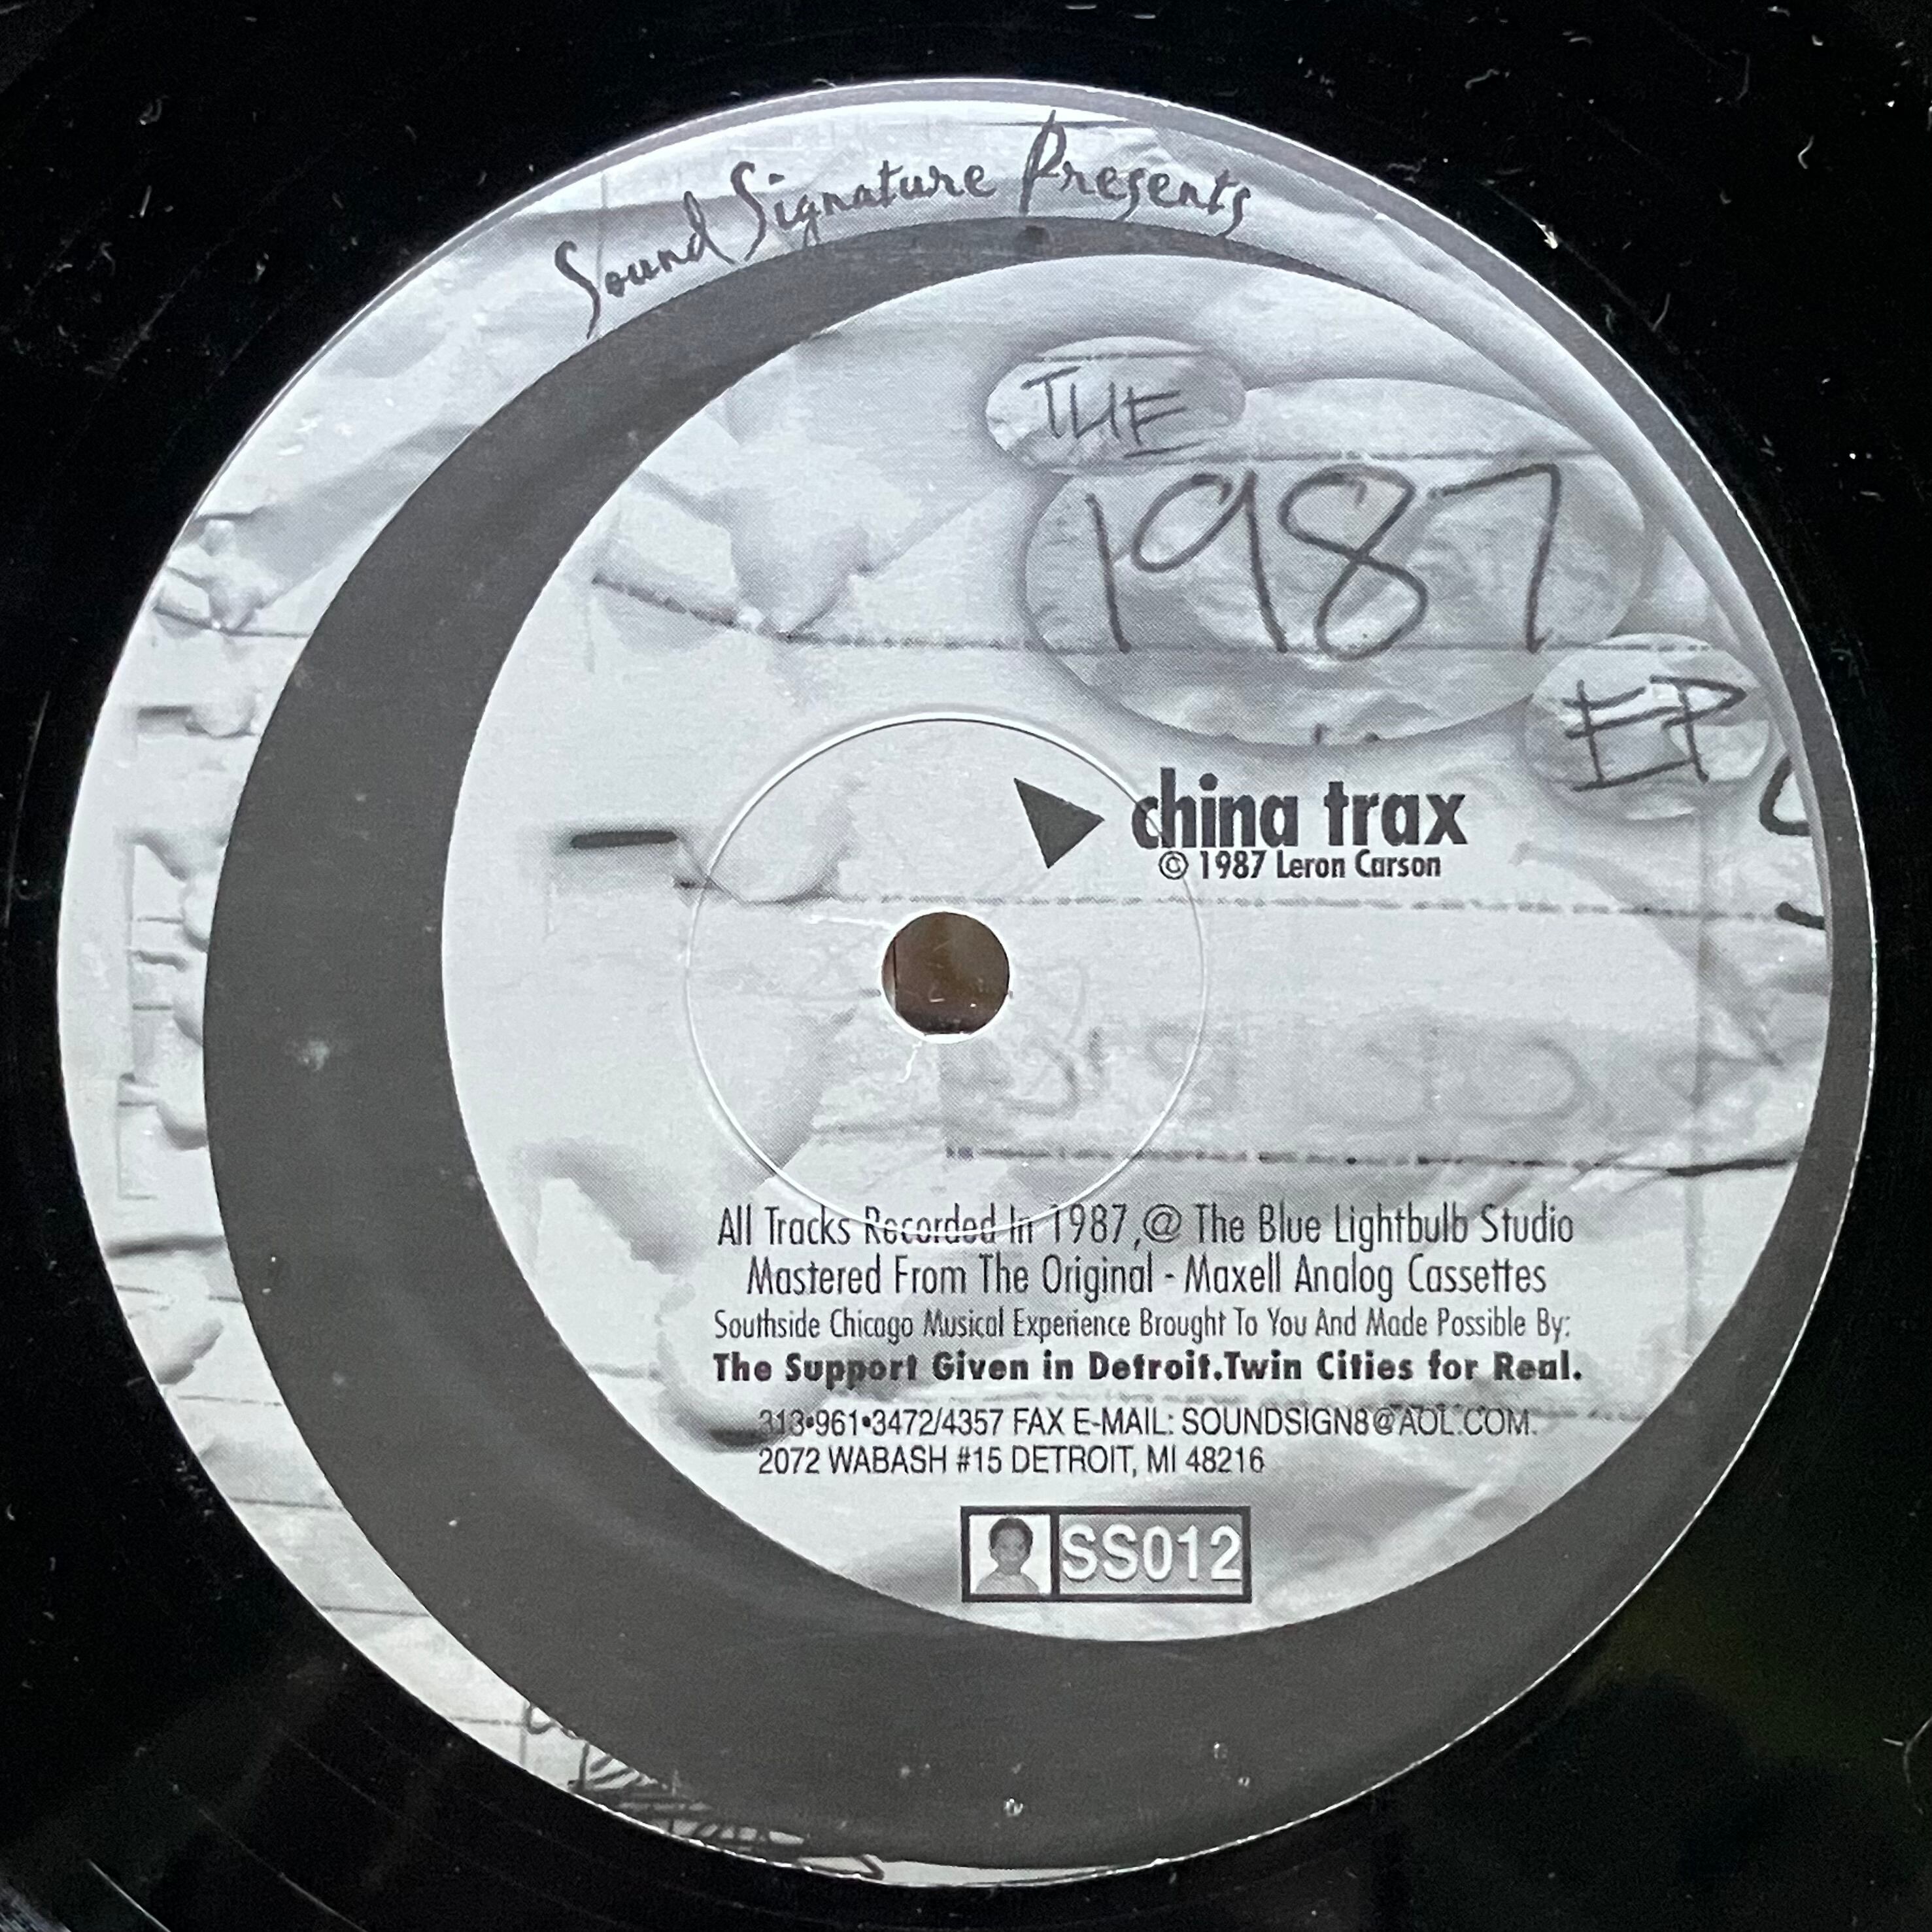 Sound Signature Presents
THE
1987
EP
china trax
© 1987 Leron Carson
All Tracks Recorded In 1987,@ The Blue Lightbulb Studio
Mastered From The Original - Maxell Analog Cassettes
Southside Chicago Musical Experience Brought To You And Made Possible By:
The Support Given in Detroit.Twin Cities for Real.
313•961•3472/4357 FAX E-MAIL: SOUNDSIGN8@AOL.COM.
2072 WABASH #15 DETROIT, MI 48216
SS012